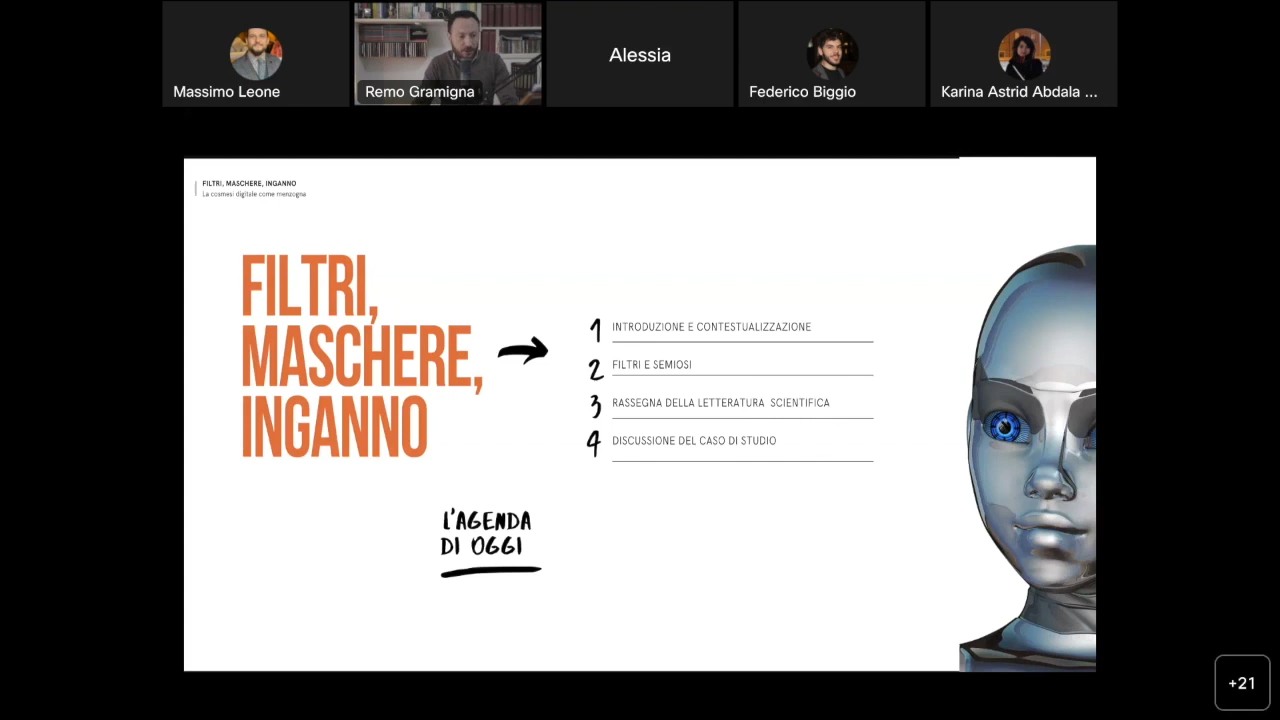 Massimo Leone
Remo Gramigna
Alessia
Federico Biggio
Karina Astrid Abdala ...
FILTRI, MASCHERE, INGANNO
La cosmesi digitale come menzogna
FILTRI,
MASCHERE,
INGANNO
1 INTRODUZIONE E CONTESTUALIZZAZIONE
2 FILTRI E SEMIOSI
3 RASSEGNA DELLA LETTERATURA SCIENTIFICA
4 DISCUSSIONE DEL CASO DI STUDIO
L'AGENDA
DI OGGI
+21